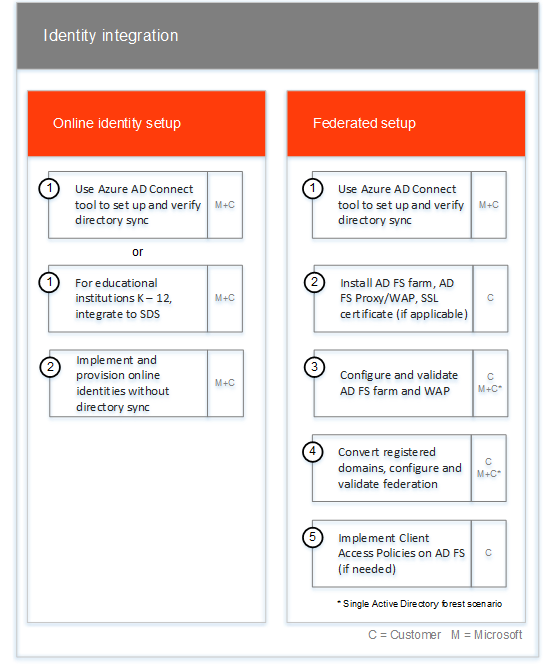 Identity integration
Online identity setup
1
Use Azure AD Connect
tool to set up and verify
directory sync
M+C
or
1
For educational
institutions K – 12,
integrate to SDS
M+C
2
Implement and
provision online
identities without
directory sync
M+C
Federated setup
1
Use Azure AD Connect
tool to set up and verify
directory sync
M+C
2
Install AD FS farm, AD
FS Proxy/WAP, SSL
certificate (if applicable)
C
3
Configure and validate
AD FS farm and WAP
C
M+C*
4
Convert registered
domains, configure and
validate federation
C
M+C*
5
Implement Client
Access Policies on AD FS
(if needed)
C
* Single Active Directory forest scenario
C = Customer M = Microsoft